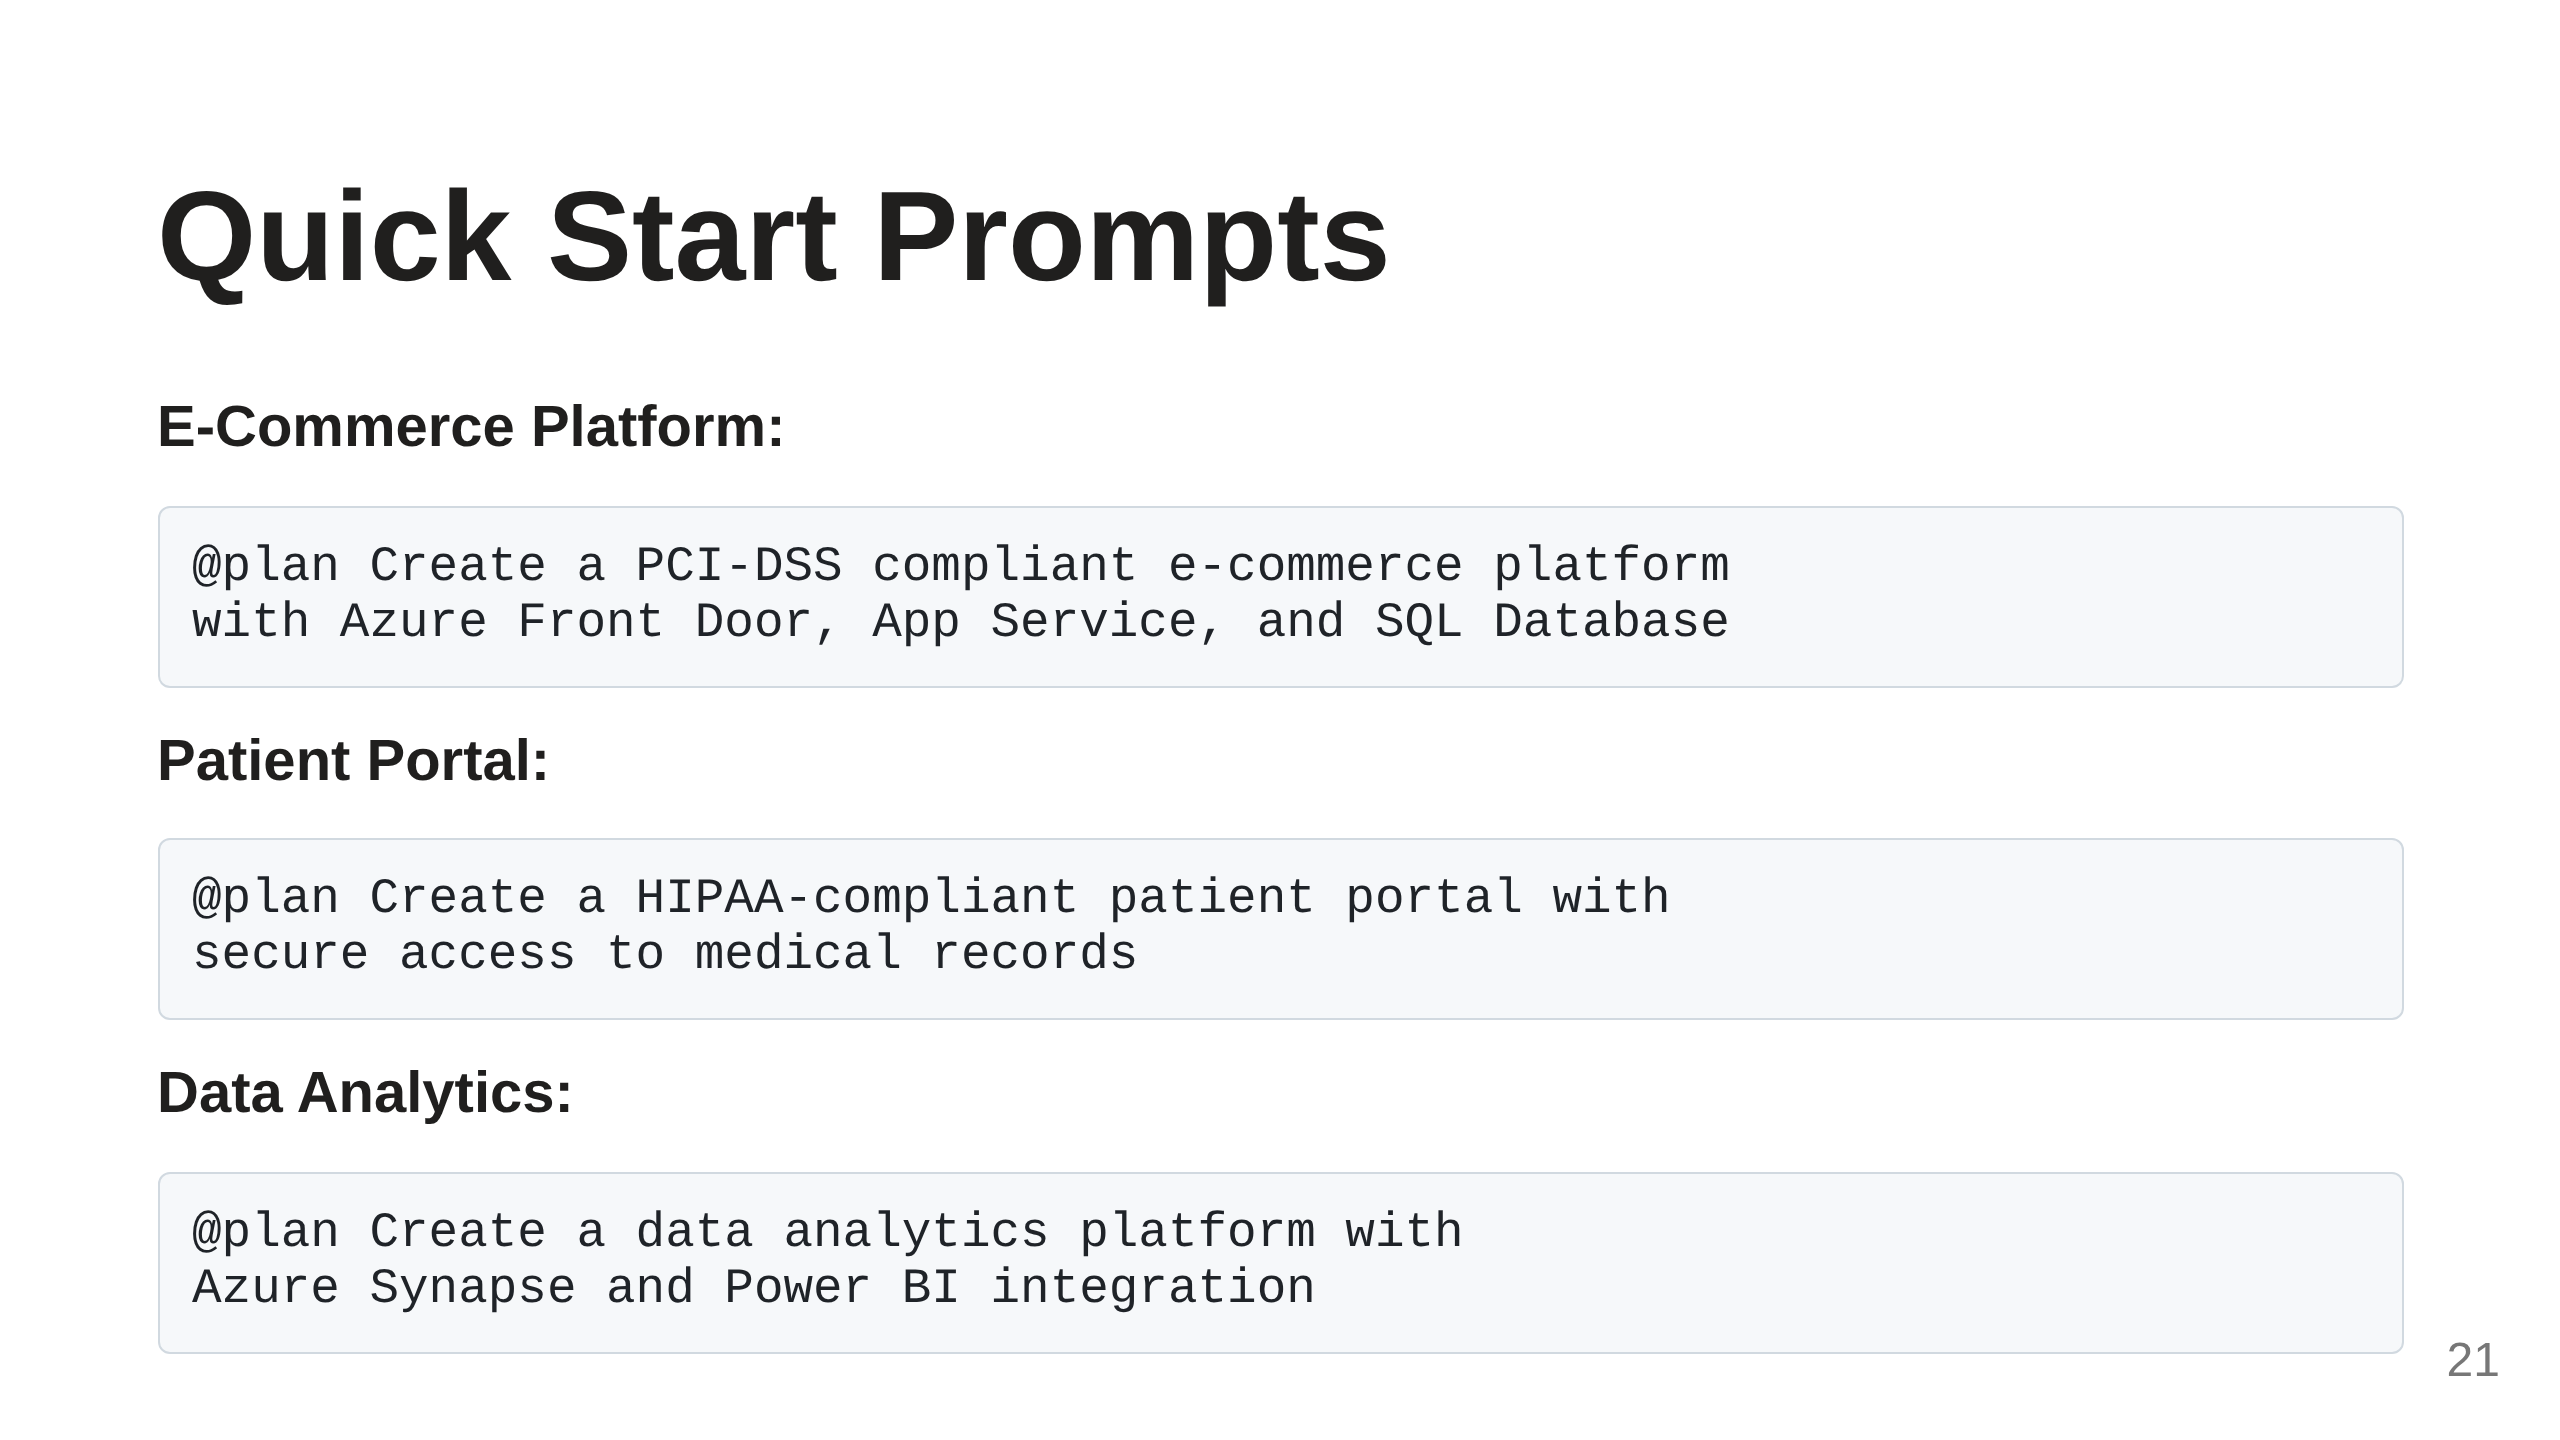 Quick Start Prompts
E-Commerce Platform:
@plan Create a PCI-DSS compliant e-commerce platform
with Azure Front Door, App Service, and SQL Database
Patient Portal:
@plan Create a HIPAA-compliant patient portal with
secure access to medical records
Data Analytics:
@plan Create a data analytics platform with
Azure Synapse and Power BI integration
21